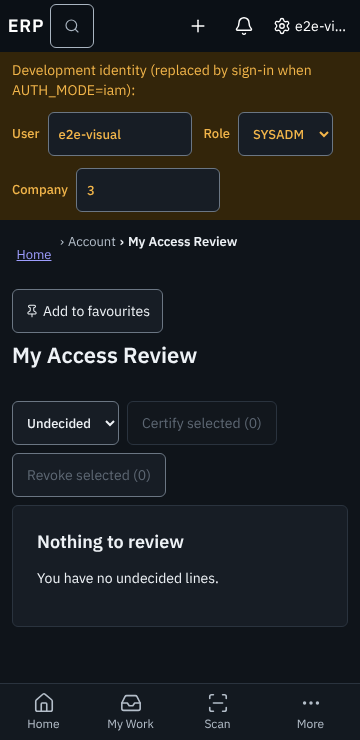 ERP
e2e-vi...
Development identity (replaced by sign-in when
AUTH_MODE=iam):
User e2e-visual Role SYSADM
Company 3
Home › Account › My Access Review
Add to favourites
My Access Review
Undecided Certify selected (0)
Revoke selected (0)
Nothing to review
You have no undecided lines.
Home My Work Scan More